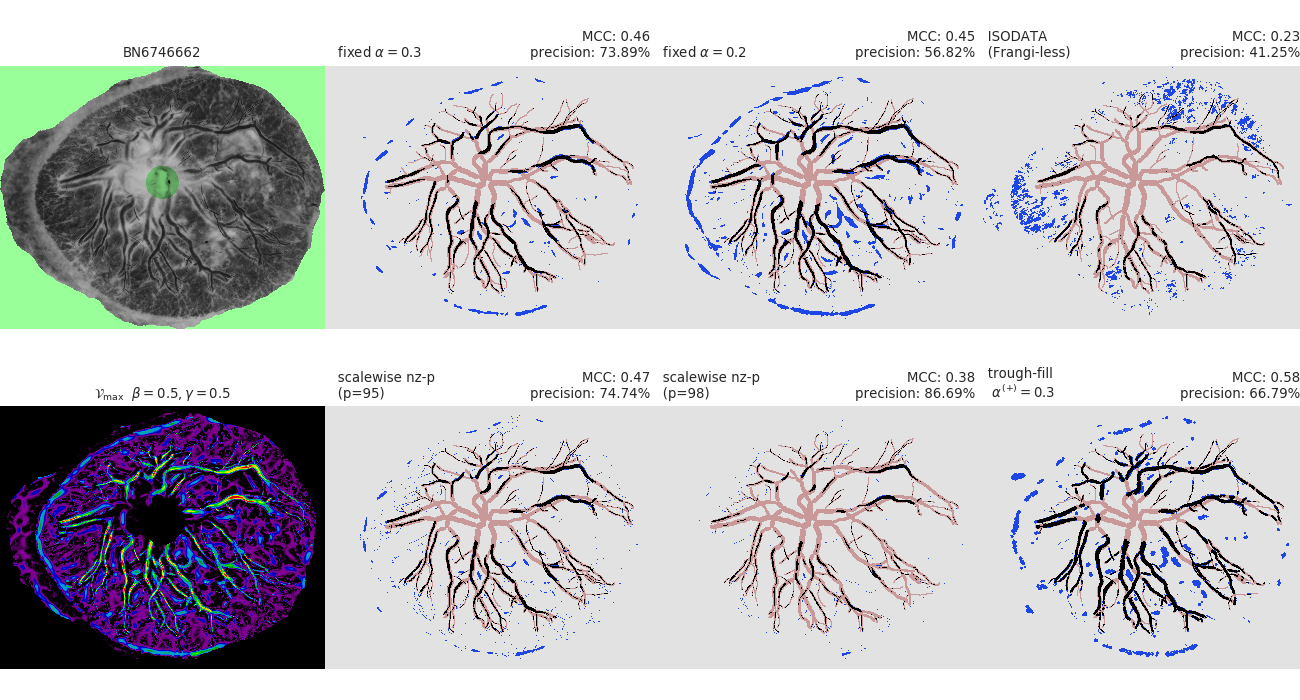 BN6746662
fixed α = 0.3
MCC: 0.46
precision: 73.89%
fixed α = 0.2
MCC: 0.45
precision: 56.82%
ISODATA
(Frangi-less)
MCC: 0.23
precision: 41.25%
𝒱max β = 0.5, γ = 0.5
scalewise nz-p
(p=95)
MCC: 0.47
precision: 74.74%
scalewise nz-p
(p=98)
MCC: 0.38
precision: 86.69%
trough-fill
α(+) = 0.3
MCC: 0.58
precision: 66.79%